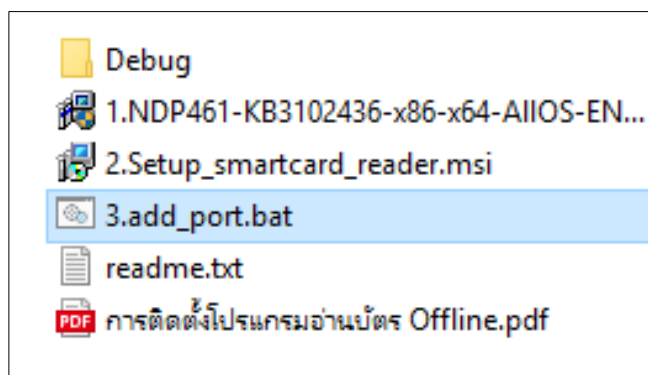 Debug
1.NDP461-KB3102436-x86-x64-AllOS-EN...
2.Setup_smartcard_reader.msi
3.add_port.bat
readme.txt
PDF การติดตั้งโปรแกรมอ่านบัตร Offline.pdf